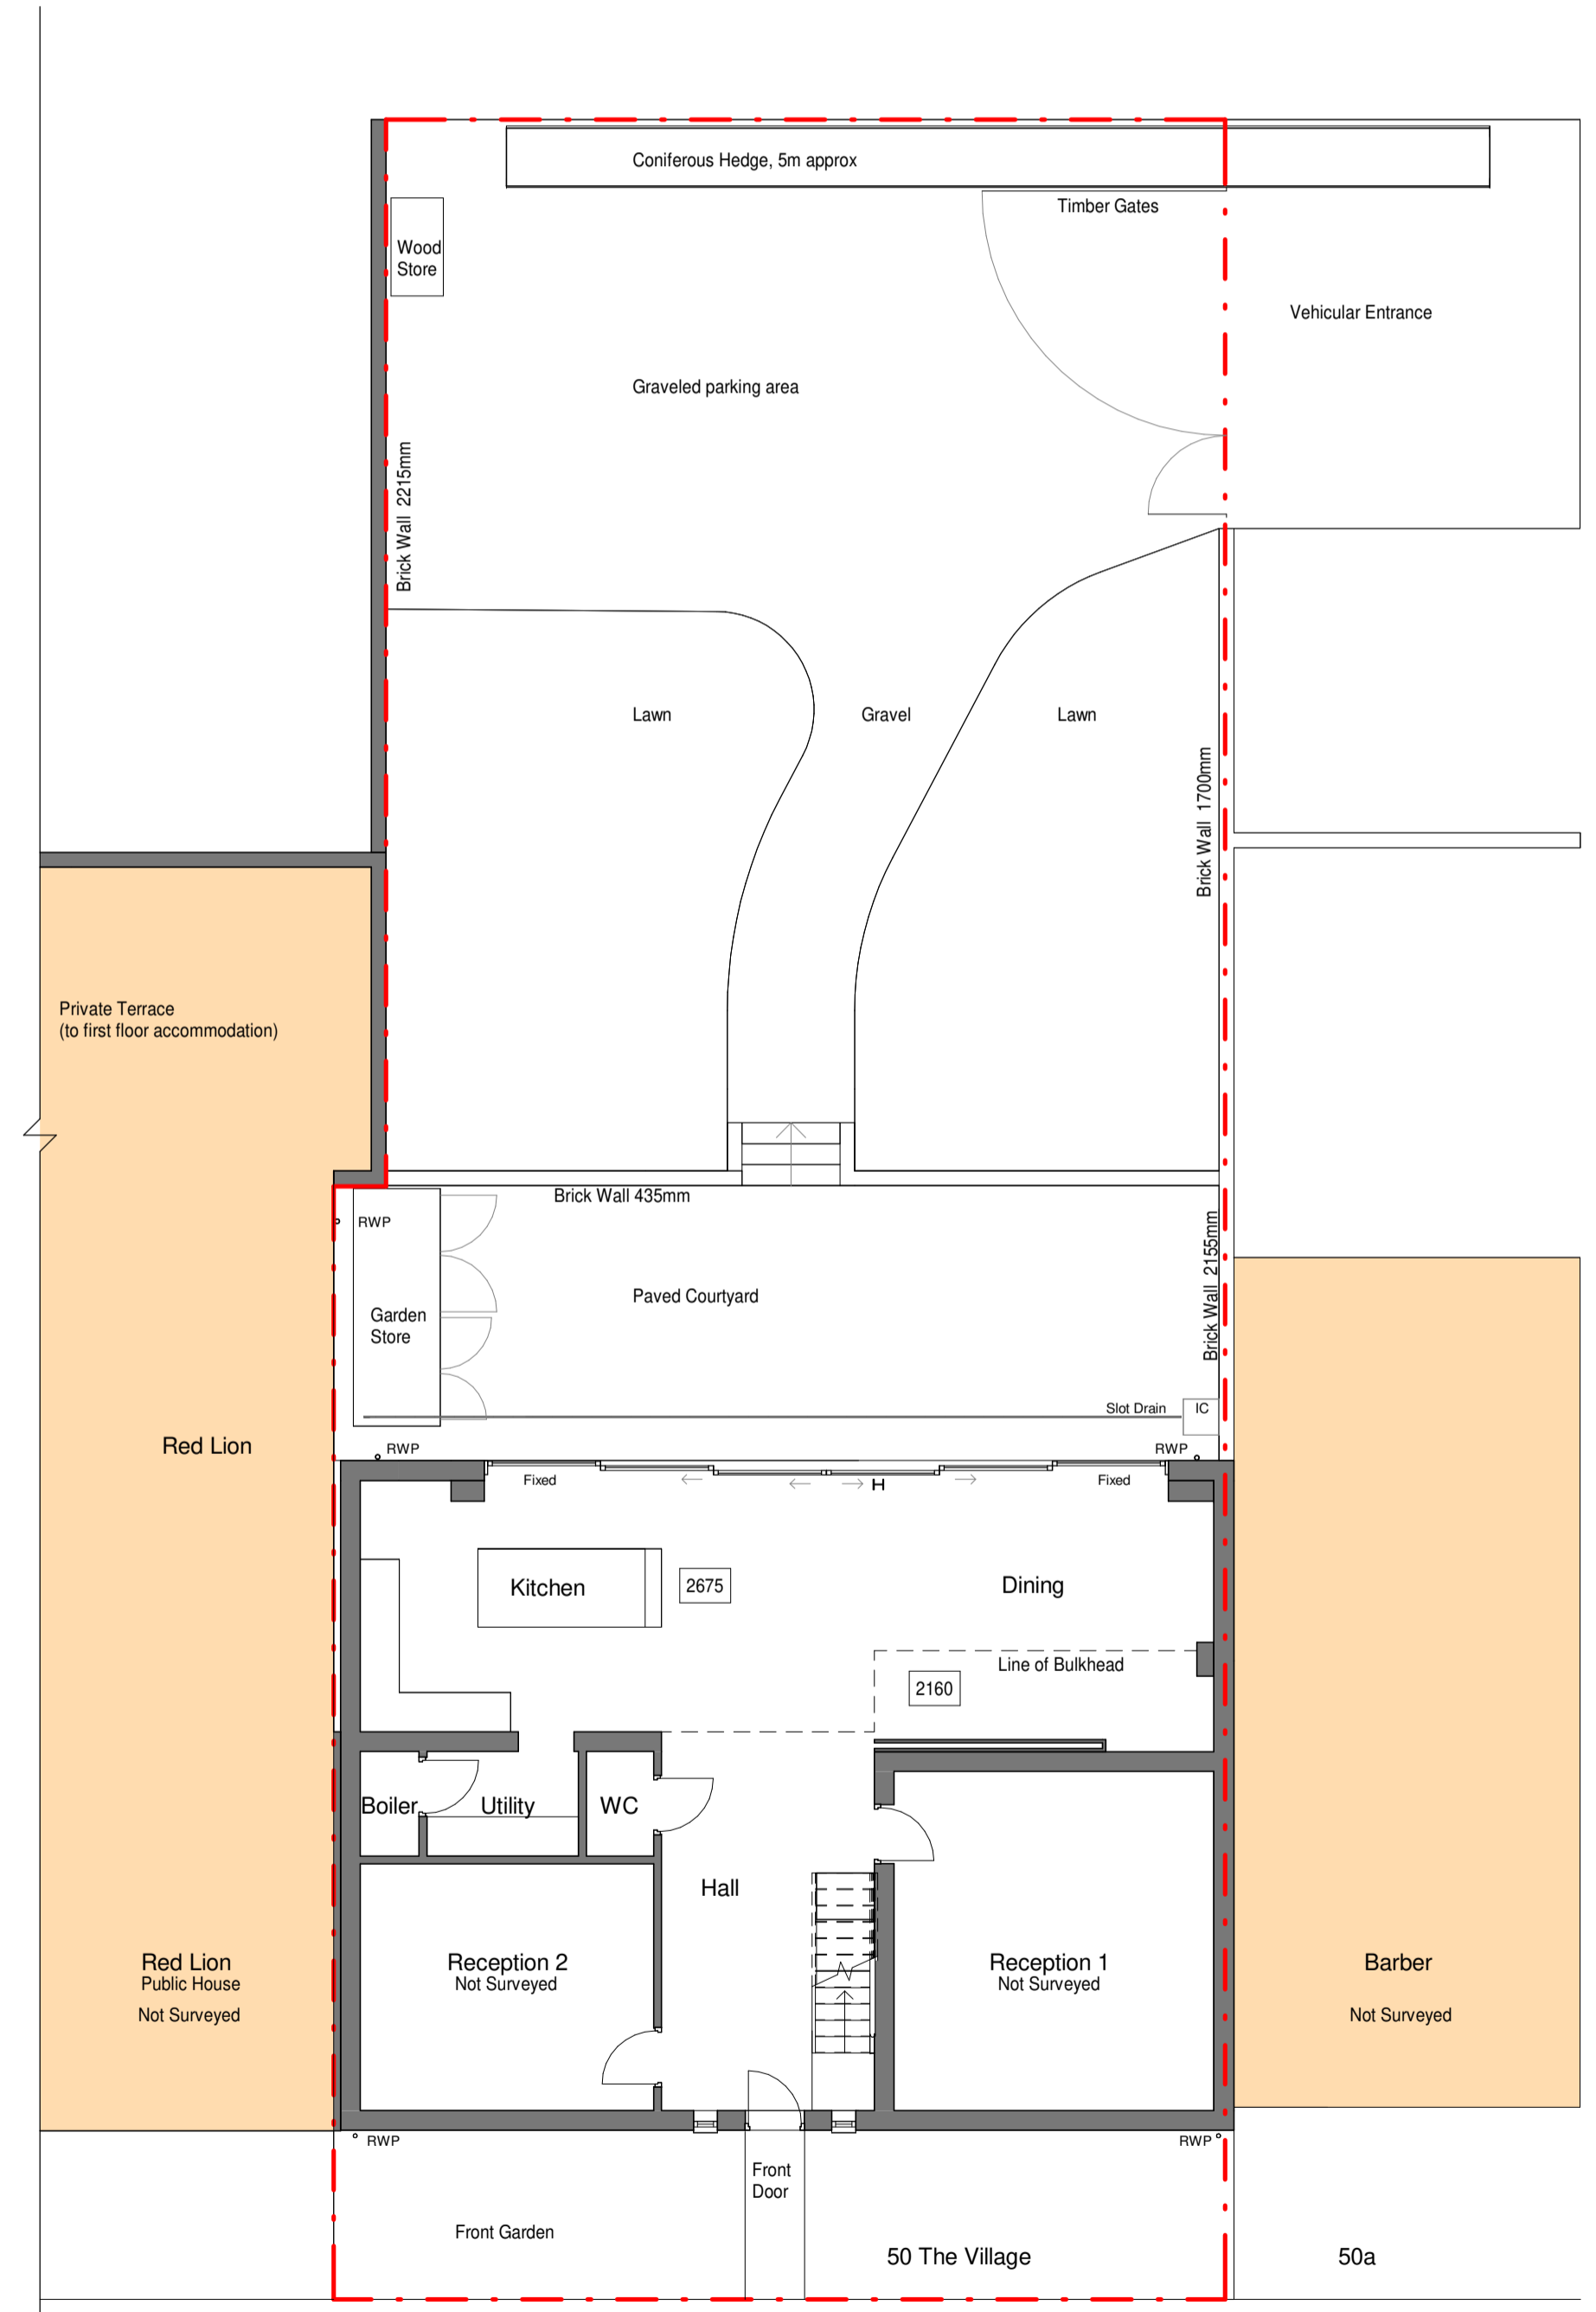 Coniferous Hedge, 5m approx
Timber Gates
Wood
Store
Vehicular Entrance
Graveled parking area
Brick Wall 2215mm
Lawn
Gravel
Lawn
Brick Wall 1700mm
Private Terrace
(to first floor accommodation)
Brick Wall 435mm
RWP
Brick Wall 2155mm
Paved Courtyard
Garden
Store
Slot Drain
IC
Red Lion
RWP
RWP
Fixed
H
Fixed
Kitchen
2675
Dining
Line of Bulkhead
2160
Boiler
Utility
WC
Hall
Red Lion
Public House
Not Surveyed
Reception 2
Not Surveyed
Reception 1
Not Surveyed
Barber
Not Surveyed
RWP
RWP
Front
Door
Front Garden
50 The Village
50a